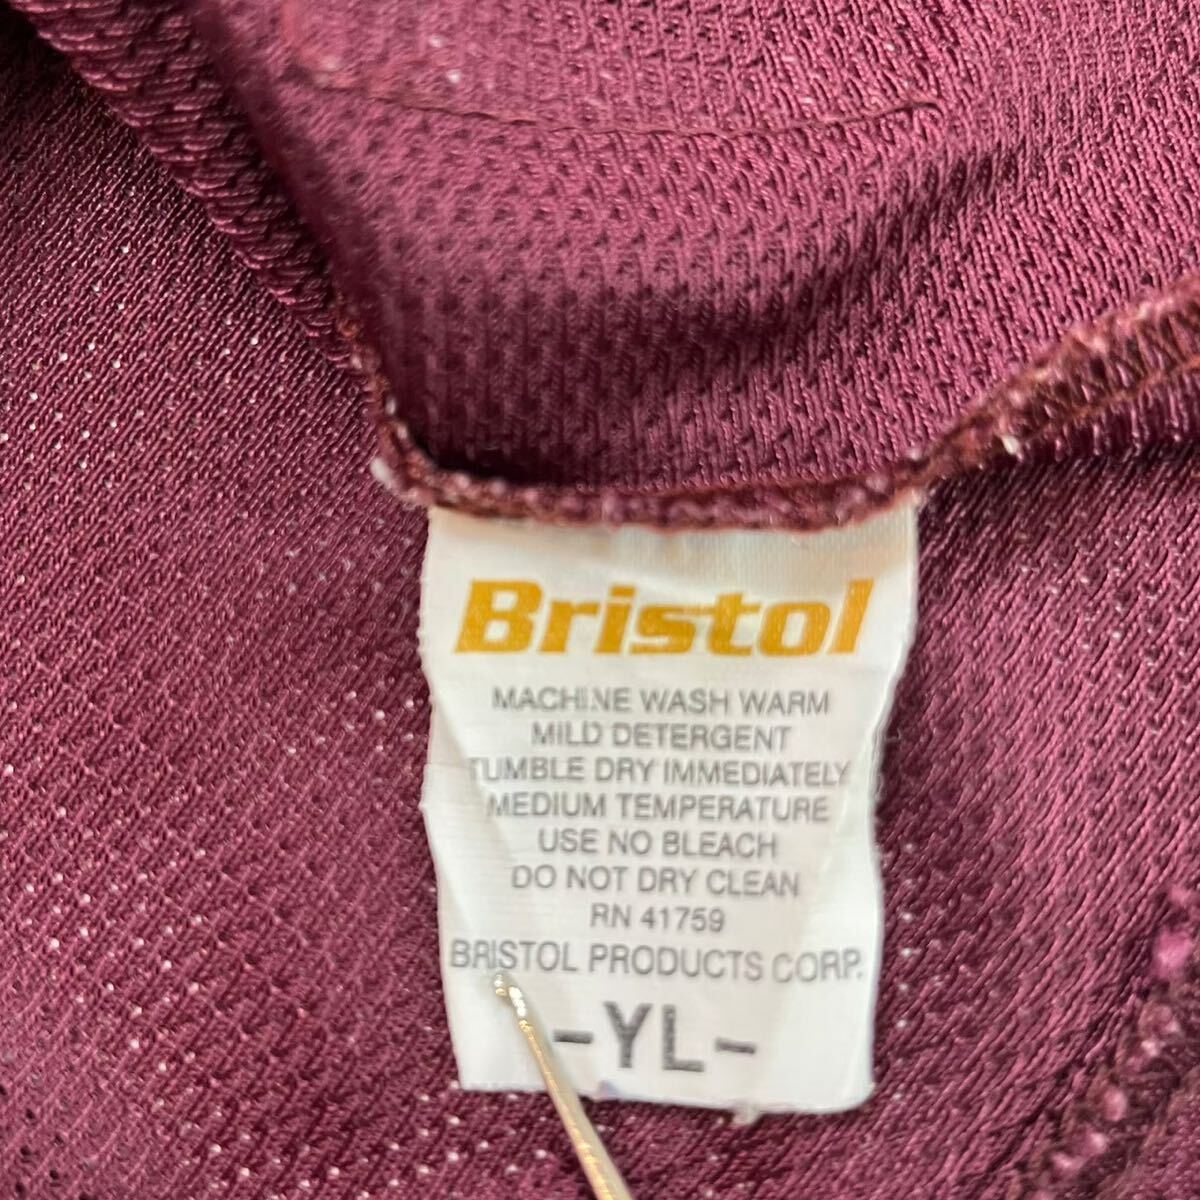 Bristol
MACHINE WASH WARM
MILD DETERGENT
TUMBLE DRY IMMEDIATELY
MEDIUM TEMPERATURE
USE NO BLEACH
DO NOT DRY CLEAN
RN 41759
BRISTOL PRODUCTS CORP.
-YL-